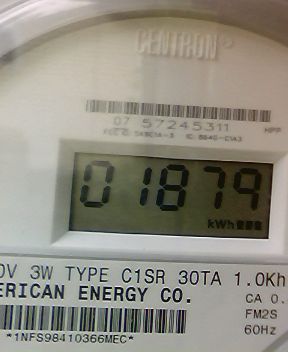 CENTRON®
07 57245311
HPP
01879
kWh
0V 3W TYPE C1SR 30TA 1.0Kh
ERICAN ENERGY CO.
CA 0.
FM2S
60Hz
*1NFS98410366MEC*